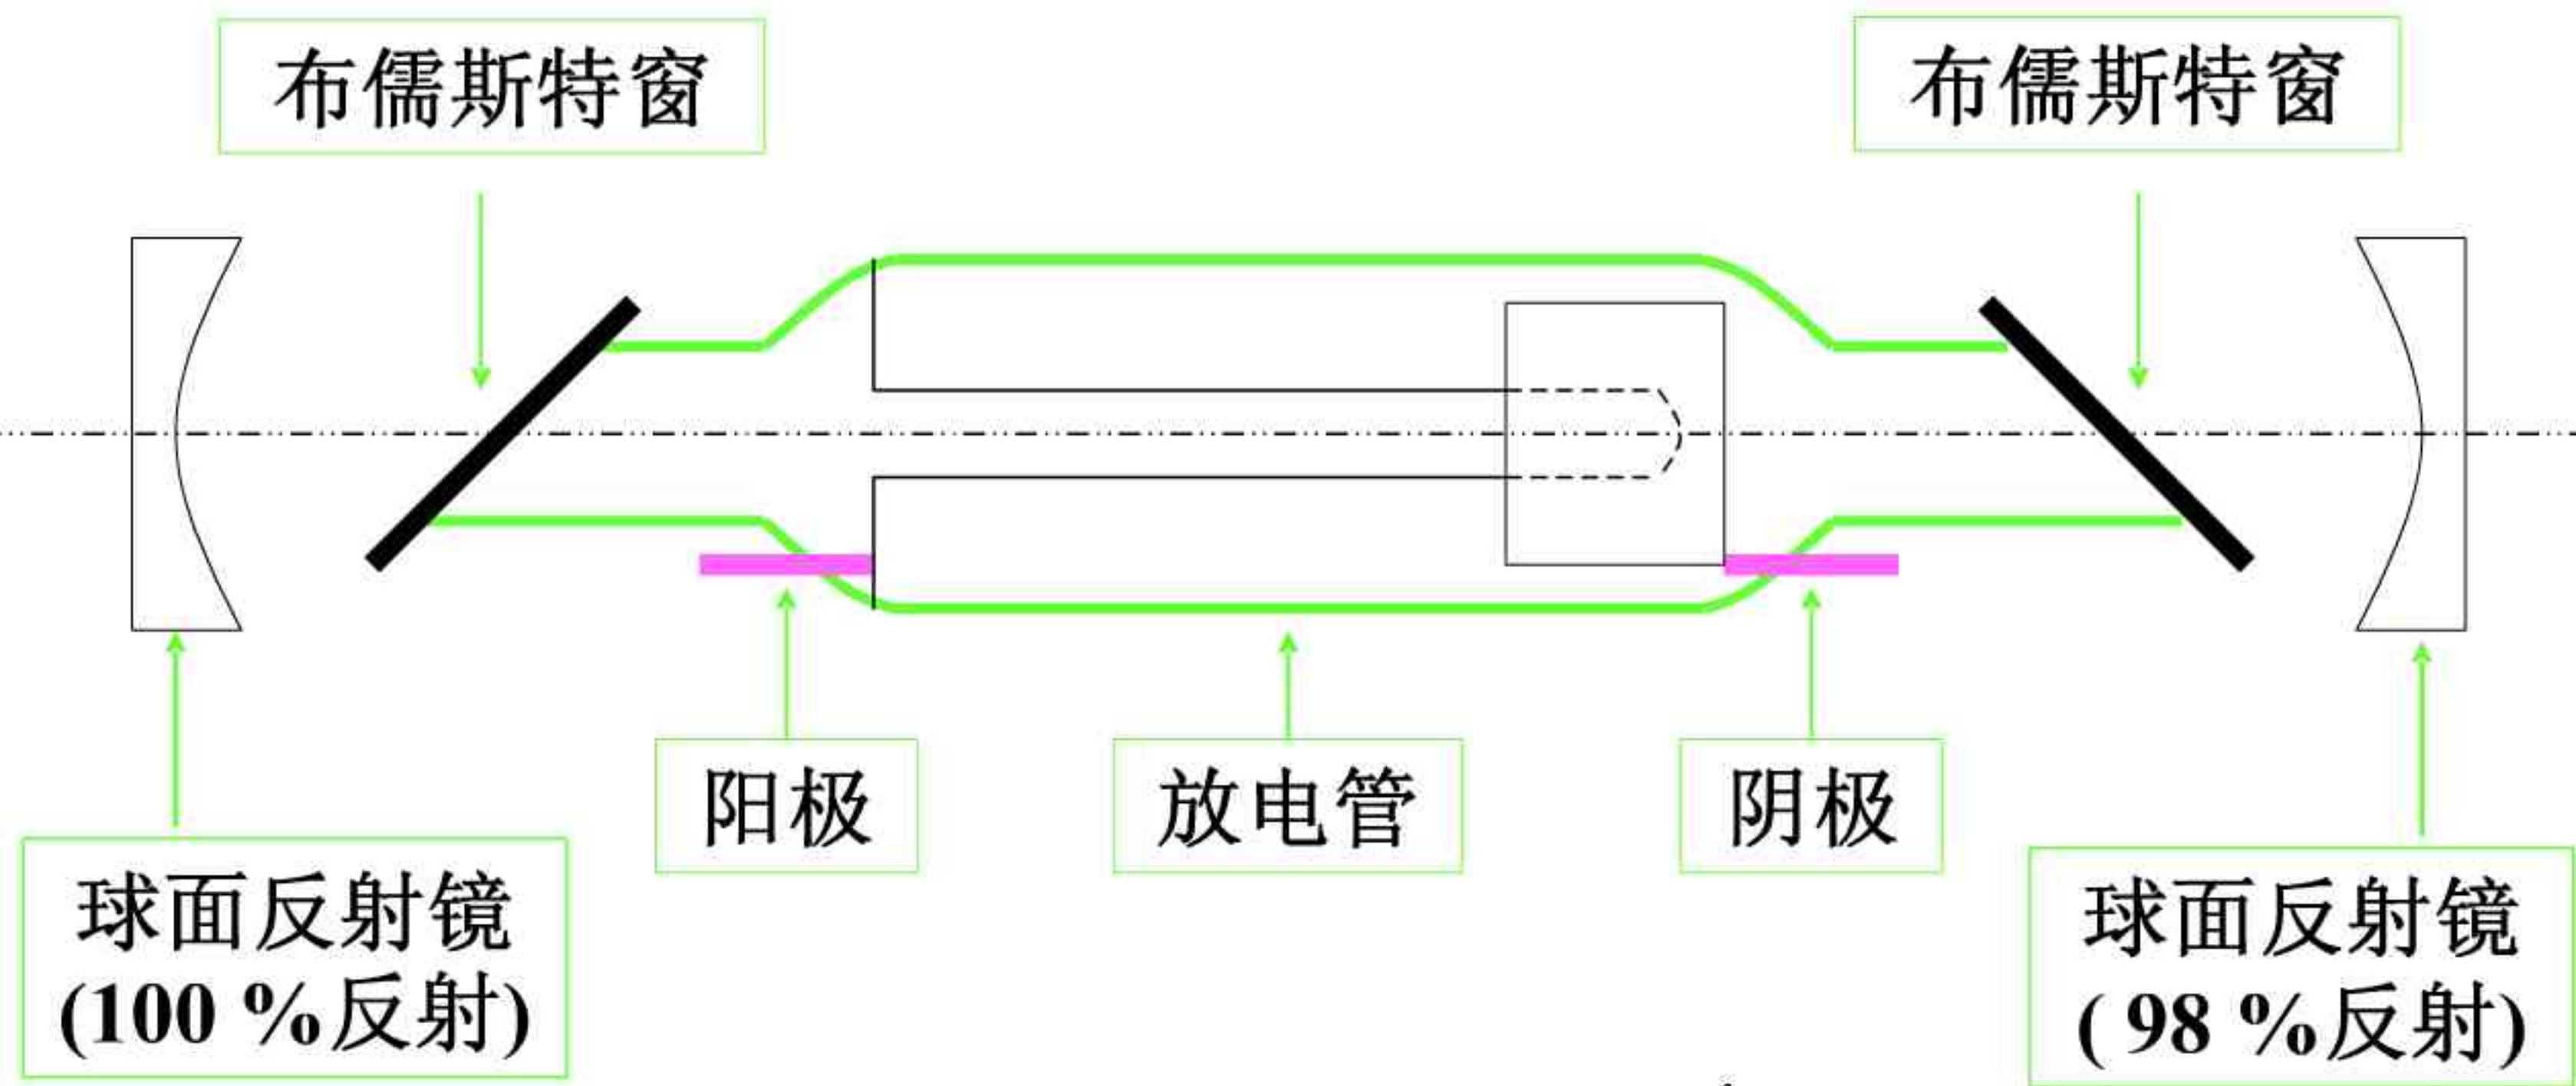 布儒斯特窗
布儒斯特窗
阳极
放电管
阴极
球面反射镜
(100 %反射)
球面反射镜
( 98 %反射)